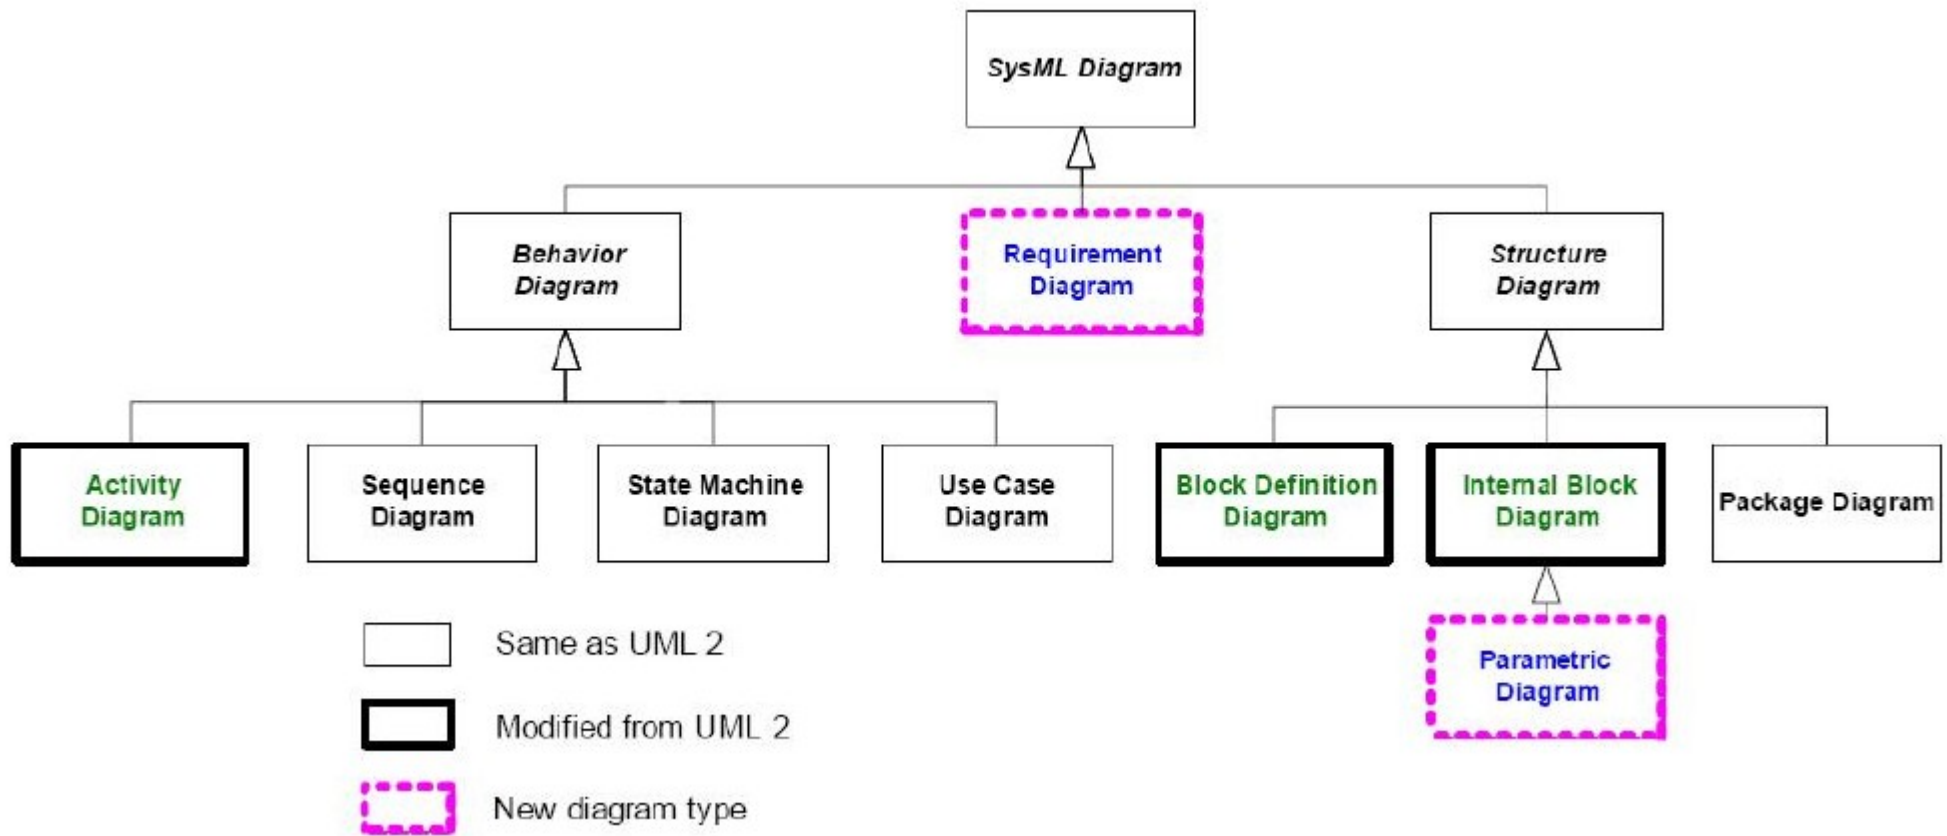 SysML Diagram
Behavior
Diagram
Requirement
Diagram
Structure
Diagram
Activity
Diagram
Sequence
Diagram
State Machine
Diagram
Use Case
Diagram
Block Definition
Diagram
Internal Block
Diagram
Package Diagram
Same as UML 2
Parametric
Diagram
Modified from UML 2
New diagram type